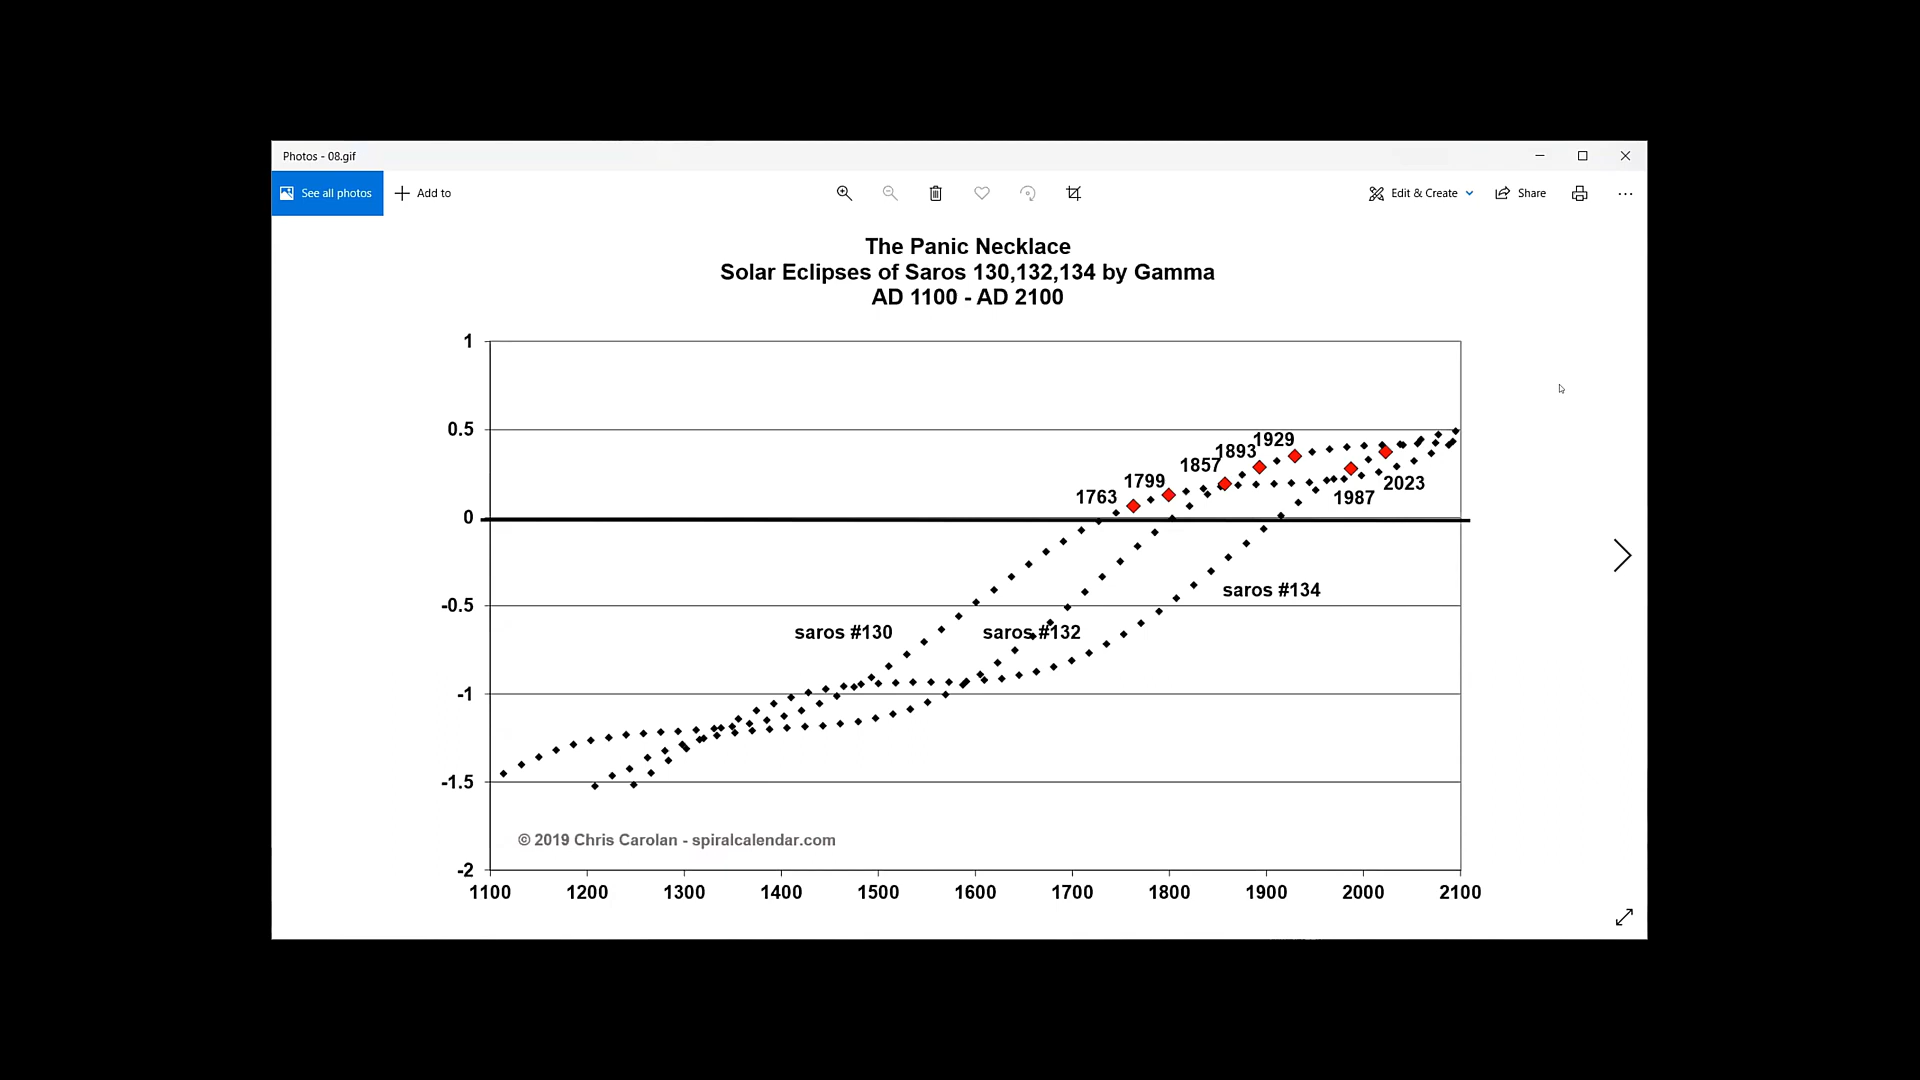 Photos - 08.gif
See all photos
Add to
Edit & Create
Share
The Panic Necklace
Solar Eclipses of Saros 130,132,134 by Gamma
AD 1100 - AD 2100
1
0.5
0
-0.5
-1
-1.5
-2
1763
1799
1857
1893
1929
1987
2023
saros #130
saros #132
saros #134
© 2019 Chris Carolan - spiralcalendar.com
1100 1200 1300 1400 1500 1600 1700 1800 1900 2000 2100